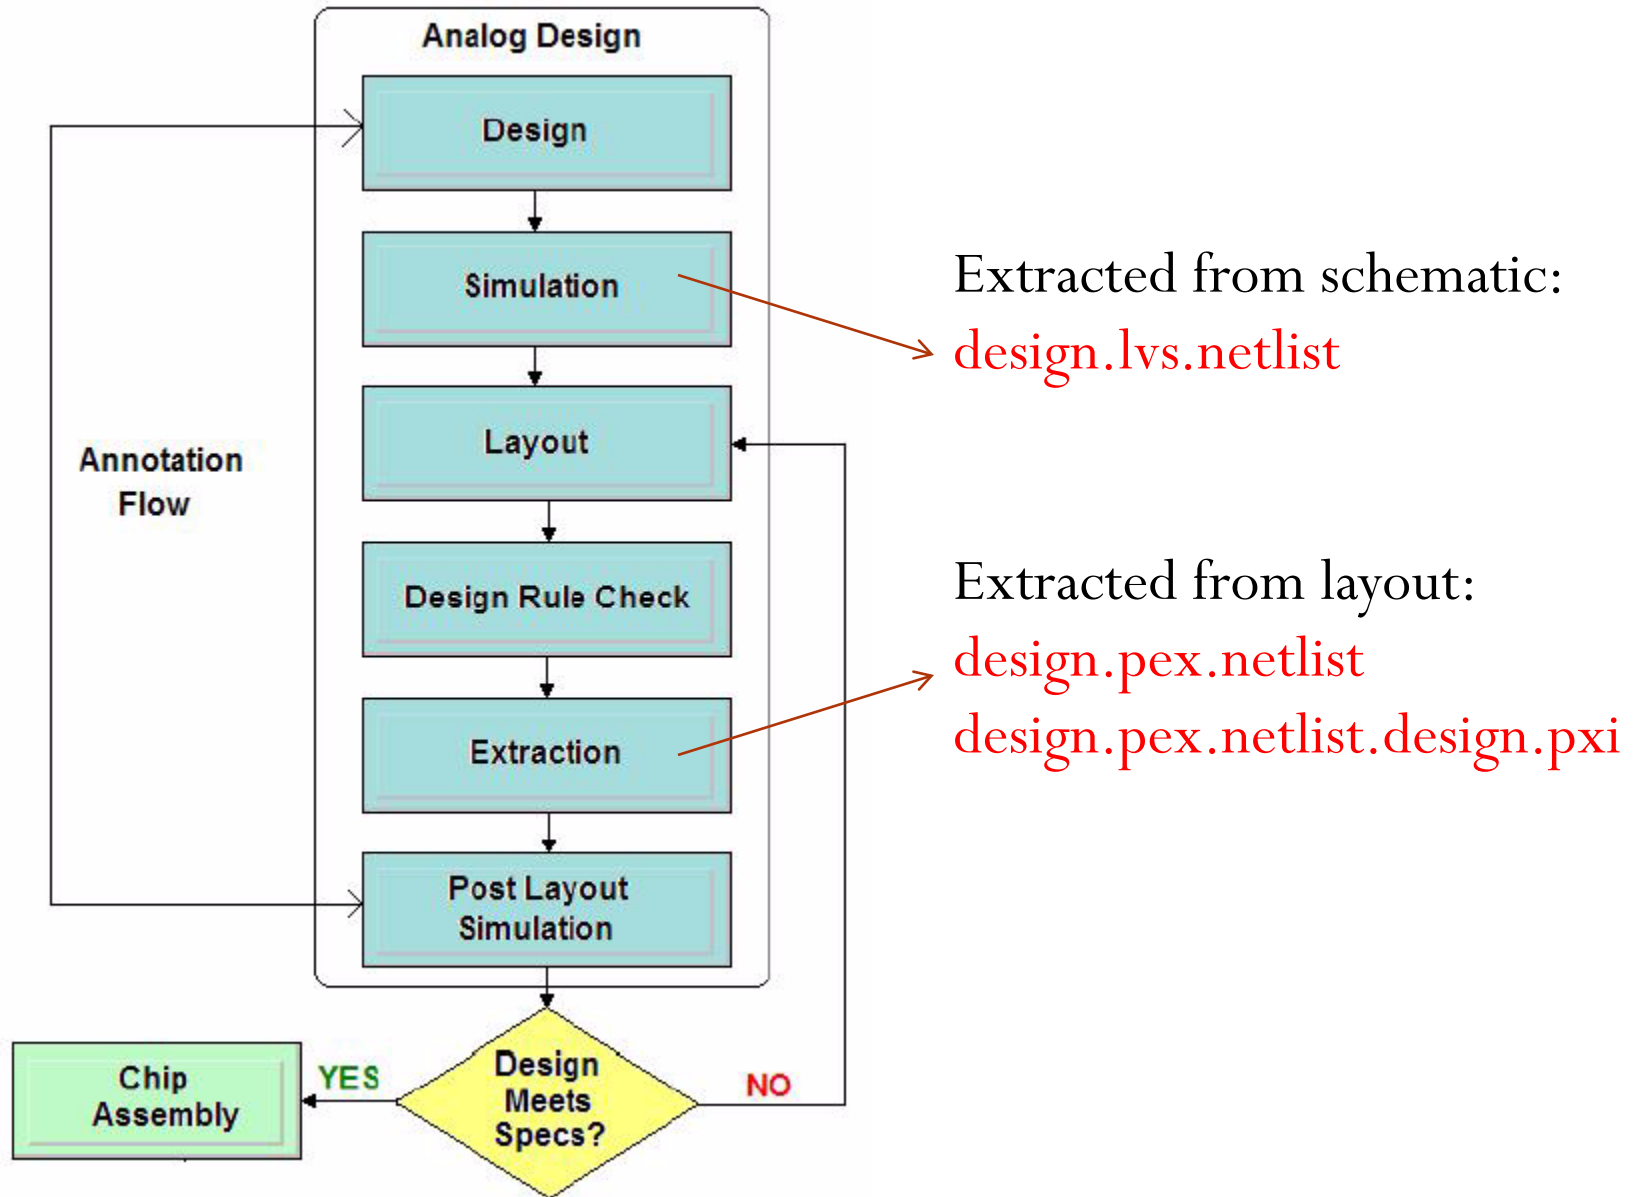 Analog Design
Design
Simulation
Extracted from schematic:
design.lvs.netlist
Layout
Annotation
Flow
Design Rule Check
Extracted from layout:
design.pex.netlist
design.pex.netlist.design.pxi
Extraction
Post Layout
Simulation
Design
Meets
Specs?
YES
NO
Chip
Assembly